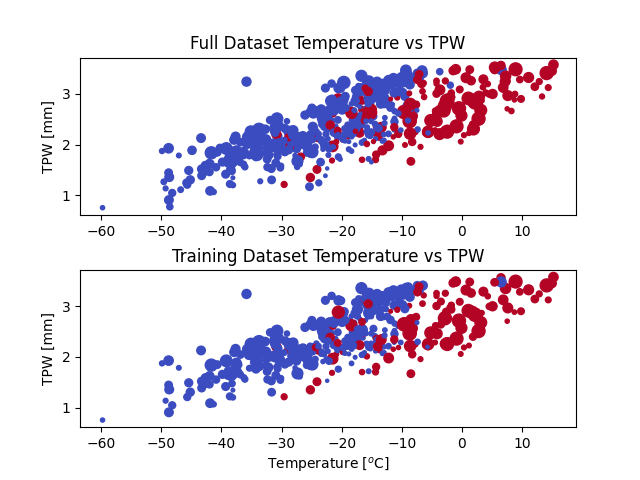 Full Dataset Temperature vs TPW
TPW [mm]
3
2
1
−60 −50 −40 −30 −20 −10 0 10
Training Dataset Temperature vs TPW
TPW [mm]
3
2
1
−60 −50 −40 −30 −20 −10 0 10
Temperature [°C]